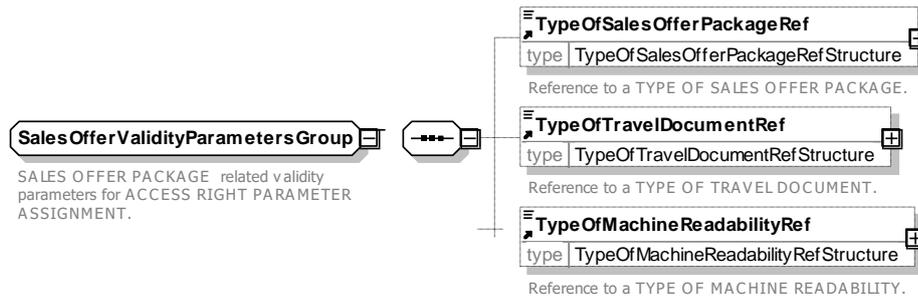 TypeOfSalesOfferPackageRef
type TypeOfSalesOfferPackageRefStructure
Reference to a TYPE OF SALES OFFER PACKAGE.
SalesOfferValidityParametersGroup
SALES OFFER PACKAGE related validity
parameters for ACCESS RIGHT PARAMETER
ASSIGNMENT.
TypeOfTravelDocumentRef
type TypeOfTravelDocumentRefStructure
Reference to a TYPE OF TRAVEL DOCUMENT.
TypeOfMachineReadabilityRef
type TypeOfMachineReadabilityRefStructure
Reference to a TYPE OF MACHINE READABILITY.